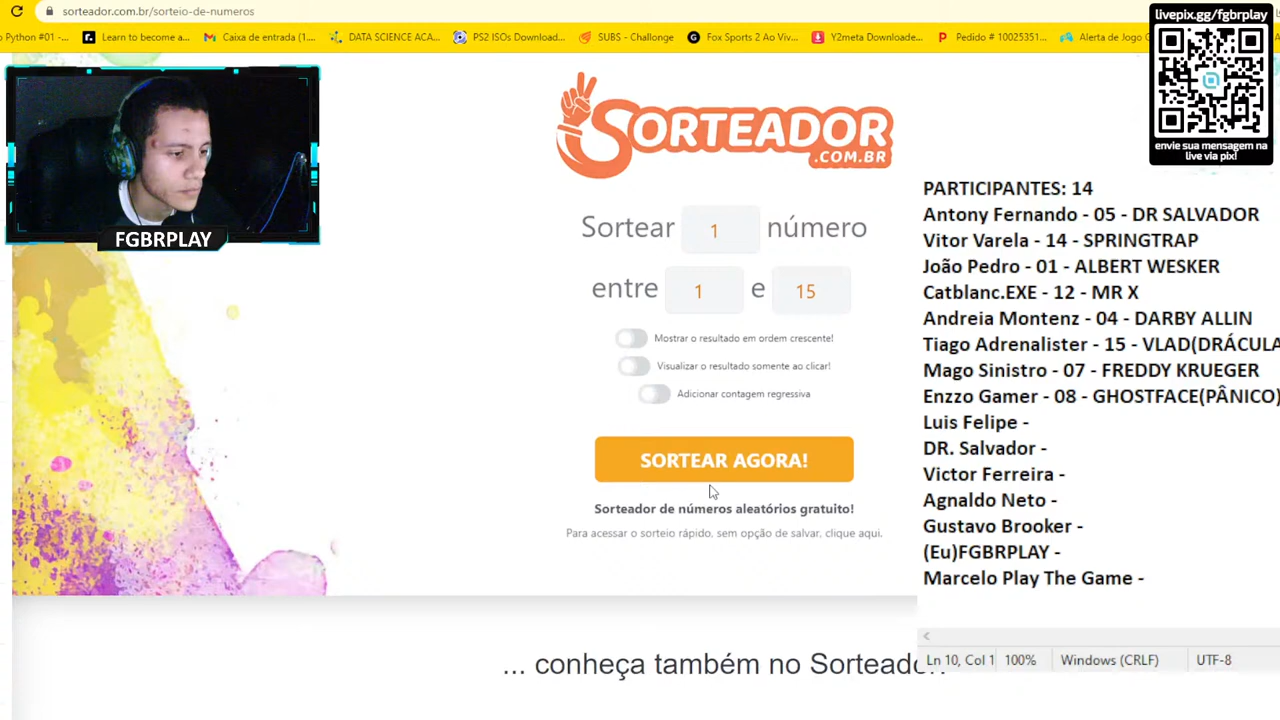 sorteador.com.br/sorteio-de-numeros
Python #01 -...
Learn to become a...
Caixa de entrada (1....
DATA SCIENCE ACA...
PS2 ISOs Download...
SUBS - Challonge
Fox Sports 2 Ao Viv...
Y2meta Downloade...
Pedido # 10025351...
Alerta de Jogo G
livepix.gg/fgbrplay
envie sua mensagem na
live via pix!
FGBRPLAY
SORTEADOR
.COM.BR
Sortear 1 número
entre 1 e 15
Mostrar o resultado em ordem crescente!
Visualizar o resultado somente ao clicar!
Adicionar contagem regressiva
SORTEAR AGORA!
Sorteador de números aleatórios gratuito!
Para acessar o sorteio rápido, sem opção de salvar, clique aqui.
... conheça também no Sorteador
PARTICIPANTES: 14
Antony Fernando - 05 - DR SALVADOR
Vitor Varela - 14 - SPRINGTRAP
João Pedro - 01 - ALBERT WESKER
Catblanc.EXE - 12 - MR X
Andreia Montenz - 04 - DARBY ALLIN
Tiago Adrenalister - 15 - VLAD(DRÁCULA
Mago Sinistro - 07 - FREDDY KRUEGER
Enzzo Gamer - 08 - GHOSTFACE(PÂNICO)
Luis Felipe -
DR. Salvador -
Victor Ferreira -
Agnaldo Neto -
Gustavo Brooker -
(Eu)FGBRPLAY -
Marcelo Play The Game -
Ln 10, Col 1
100%
Windows (CRLF)
UTF-8